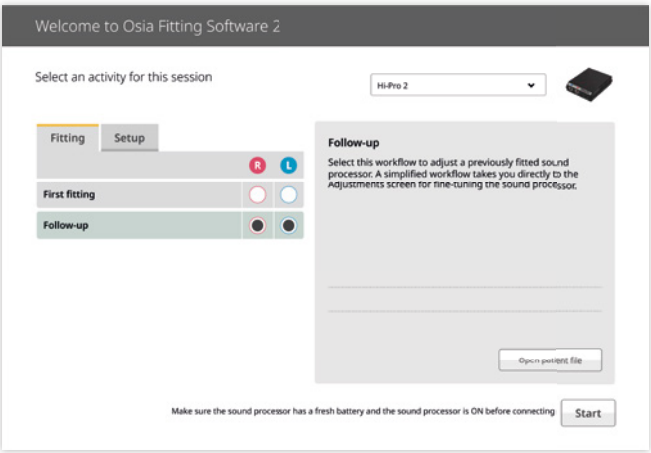 Welcome to Osia Fitting Software 2
Select an activity for this session
Hi-Pro 2
Fitting
Setup
R
L
First fitting
Follow-up
Follow-up
Select this workflow to adjust a previously fitted sound
processor. A simplified workflow takes you directly to the
Adjustments screen for fine-tuning the sound processor.
Open patient file
Make sure the sound processor has a fresh battery and the sound processor is ON before connecting
Start